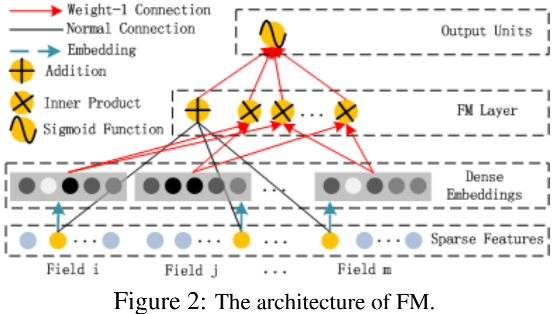 Weight-1 Connection
Normal Connection
Embedding
Addition
Inner Product
Sigmoid Function
Output Units
FM Layer
...
Dense
Embeddings
...
Sparse Features
... ... ... ...
Field i Field j ... Field m
Figure 2: The architecture of FM.